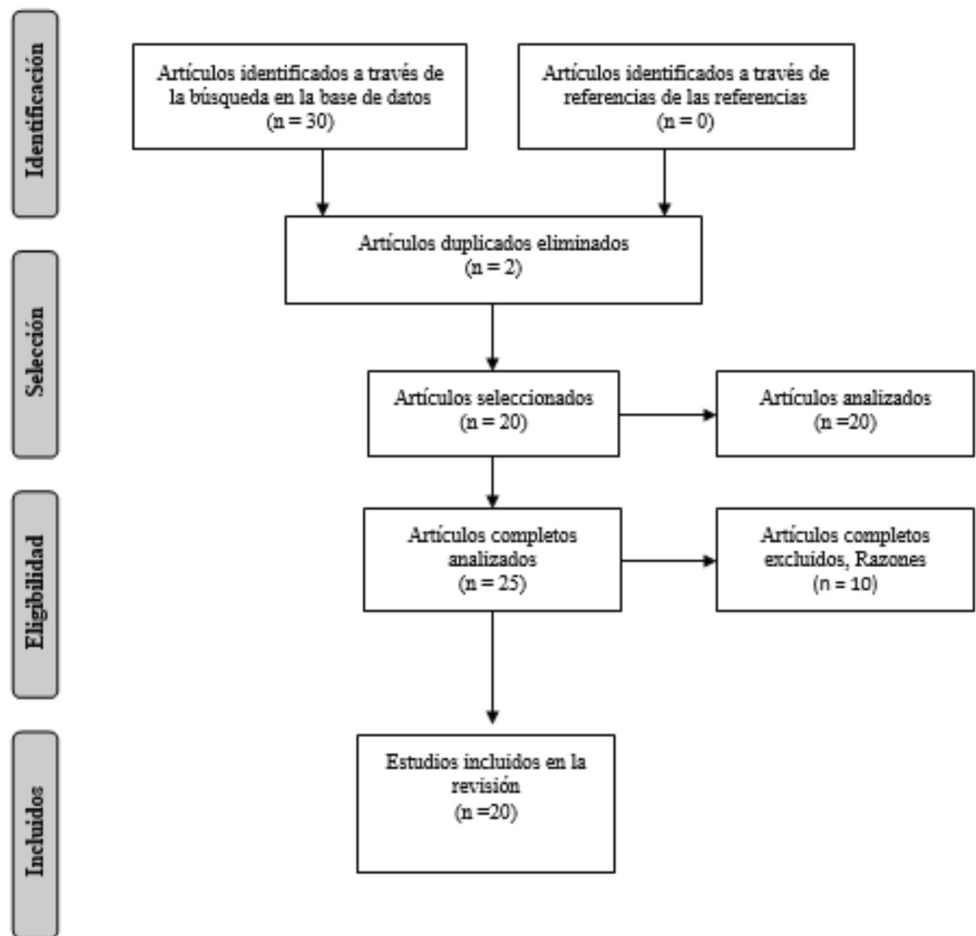 Identificación
Artículos identificados a través de
la búsqueda en la base de datos
(n = 30)
Artículos identificados a través de
referencias de las referencias
(n = 0)
Artículos duplicados eliminados
(n = 2)
Selección
Artículos seleccionados
(n = 20)
Artículos analizados
(n =20)
Eligibilidad
Artículos completos
analizados
(n = 25)
Artículos completos
excluidos, Razones
(n = 10)
Incluidos
Estudios incluidos en la
revisión
(n =20)